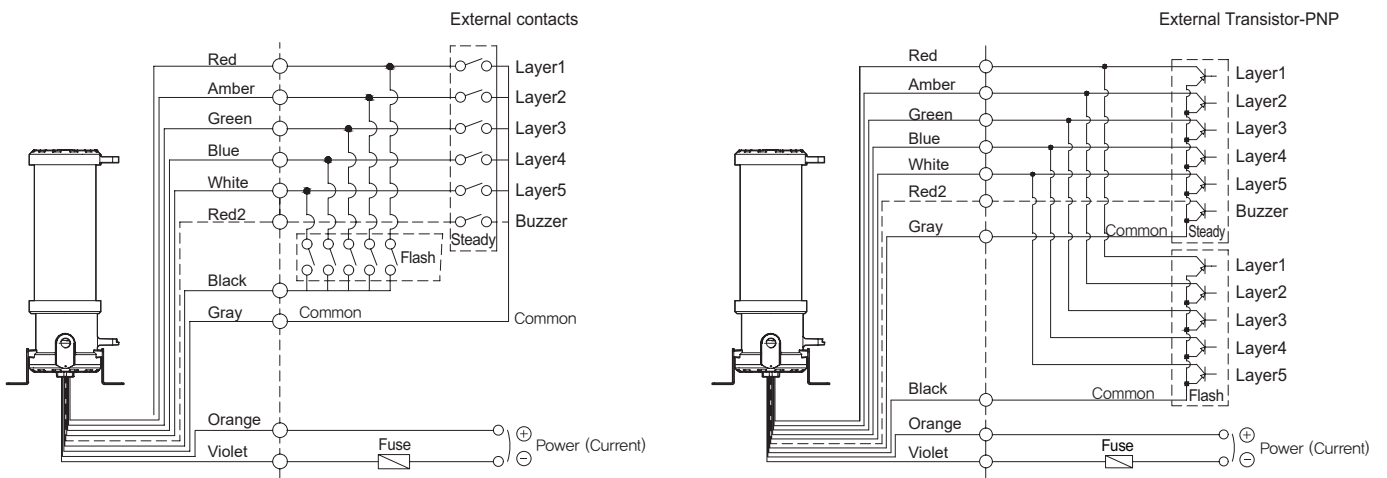 External contacts
Red
Layer1
Amber
Layer2
Green
Layer3
Blue
Layer4
White
Layer5
Red2
Buzzer
Steady
Flash
Black
Gray
Common
Common
Orange
Violet
Fuse
Power (Current)
External Transistor-PNP
Red
Layer1
Amber
Layer2
Green
Layer3
Blue
Layer4
White
Layer5
Red2
Buzzer
Gray
Common
Steady
Layer1
Layer2
Layer3
Layer4
Layer5
Black
Common
Flash
Orange
Violet
Fuse
Power (Current)